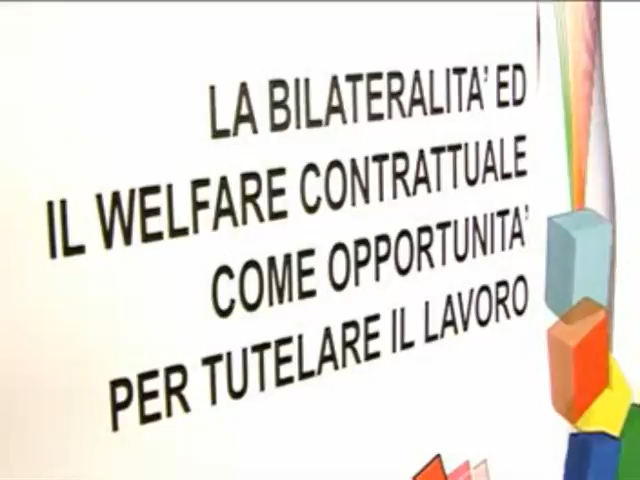 LA BILATERALITA' ED
IL WELFARE CONTRATTUALE
COME OPPORTUNITA'
PER TUTELARE IL LAVORO